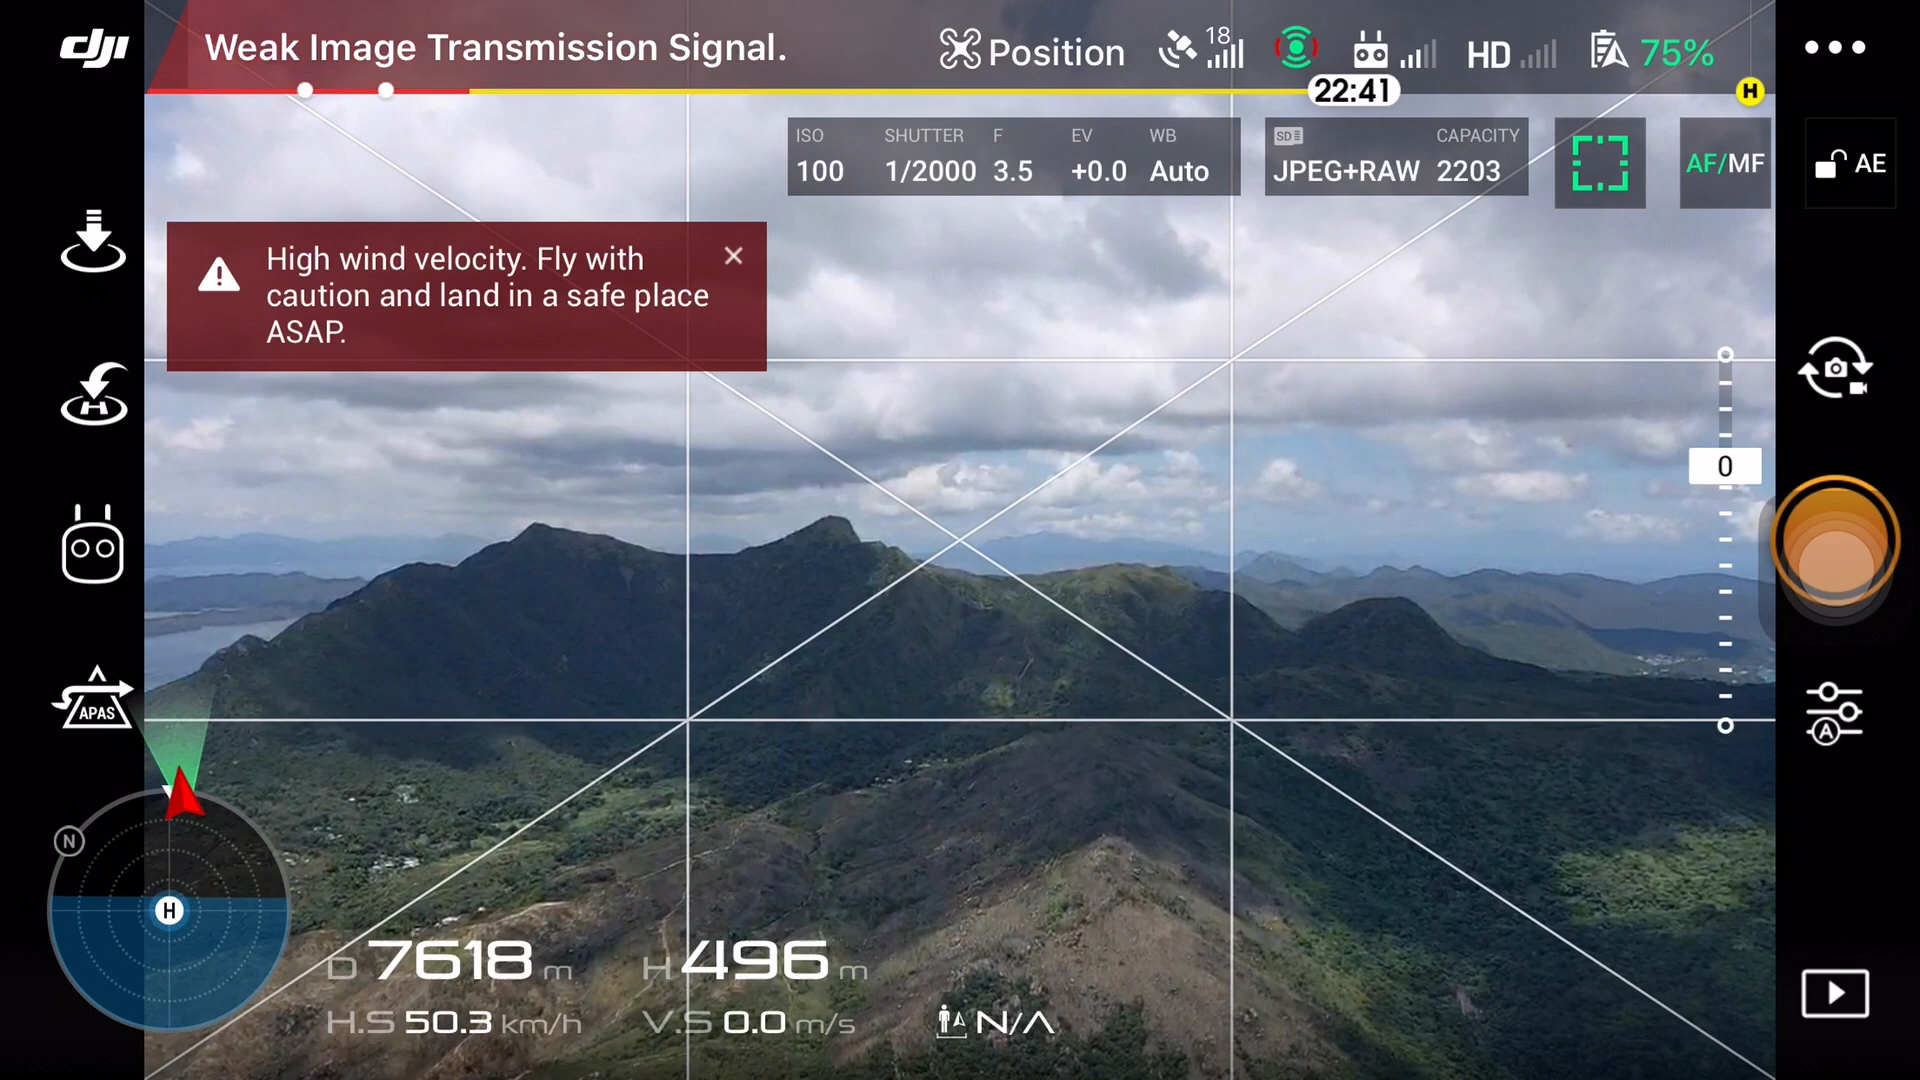 dji
Weak Image Transmission Signal.
Position
18
HD
75%
22:41
H
ISO SHUTTER F EV WB
100 1/2000 3.5 +0.0 Auto
SD CAPACITY
JPEG+RAW 2203
AF/MF
AE
High wind velocity. Fly with
caution and land in a safe place
ASAP.
H
0
APAS
A
N
H
D 7618 m H 496 m
H.S 50.3 km/h V.S 0.0 m/s N/A